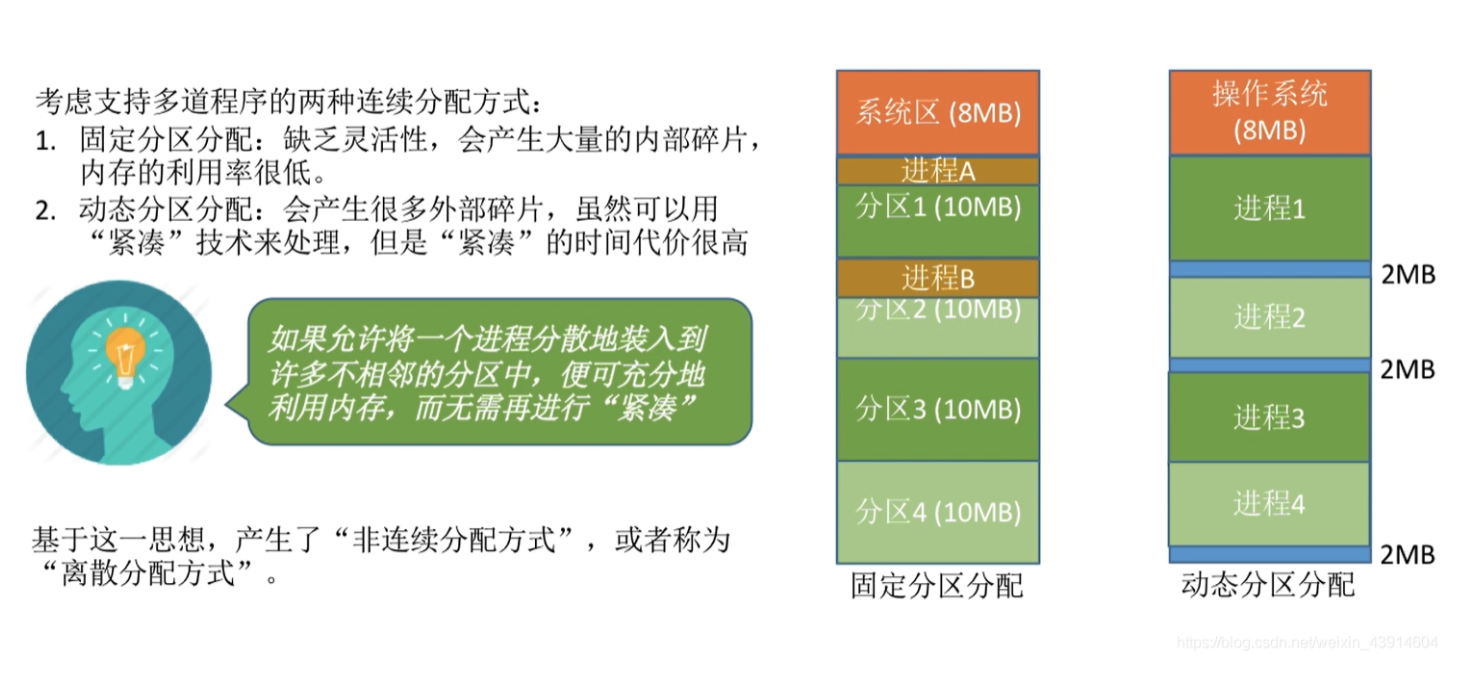 考虑支持多道程序的两种连续分配方式：
1. 固定分区分配：缺乏灵活性，会产生大量的内部碎片，
内存的利用率很低。
2. 动态分区分配：会产生很多外部碎片，虽然可以用
“紧凑”技术来处理，但是“紧凑”的时间代价很高
如果允许将一个进程分散地装入到
许多不相邻的分区中，便可充分地
利用内存，而无需再进行“紧凑”
基于这一思想，产生了“非连续分配方式”，或者称为
“离散分配方式”。
系统区 (8MB)
进程A
分区1 (10MB)
进程B
分区2 (10MB)
分区3 (10MB)
分区4 (10MB)
固定分区分配
操作系统
(8MB)
进程1
2MB
进程2
2MB
进程3
进程4
2MB
动态分区分配
https://blog.csdn.net/weixin_43914604